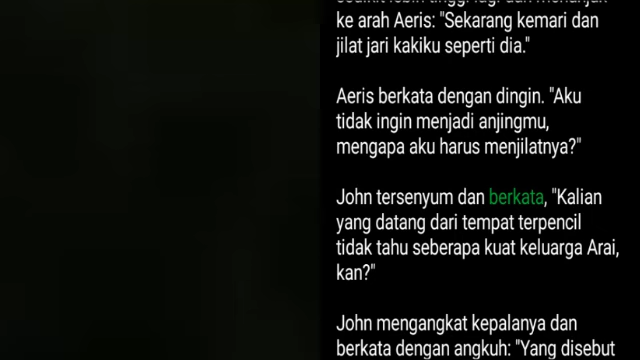 ke arah Aeris: "Sekarang kemari dan
jilat jari kakiku seperti dia."
Aeris berkata dengan dingin. "Aku
tidak ingin menjadi anjingmu,
mengapa aku harus menjilatnya?"
John tersenyum dan berkata, "Kalian
yang datang dari tempat terpencil
tidak tahu seberapa kuat keluarga Arai,
kan?"
John mengangkat kepalanya dan
berkata dengan angkuh: "Yang disebut